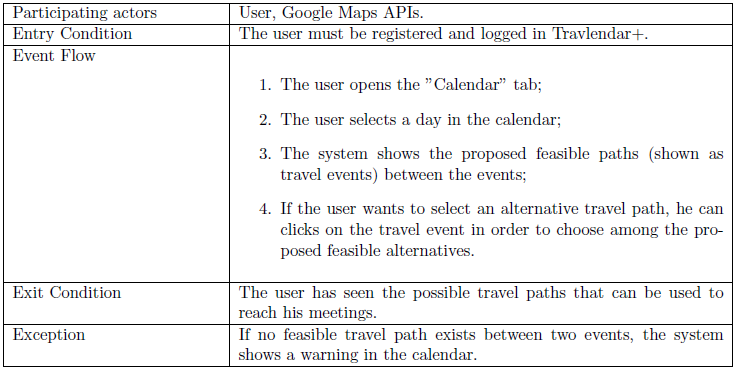 Participating actors
User, Google Maps APIs.
Entry Condition
The user must be registered and logged in Travlendar+.
Event Flow
1. The user opens the "Calendar" tab;
2. The user selects a day in the calendar;
3. The system shows the proposed feasible paths (shown as
travel events) between the events;
4. If the user wants to select an alternative travel path, he can
clicks on the travel event in order to choose among the pro-
posed feasible alternatives.
Exit Condition
The user has seen the possible travel paths that can be used to
reach his meetings.
Exception
If no feasible travel path exists between two events, the system
shows a warning in the calendar.